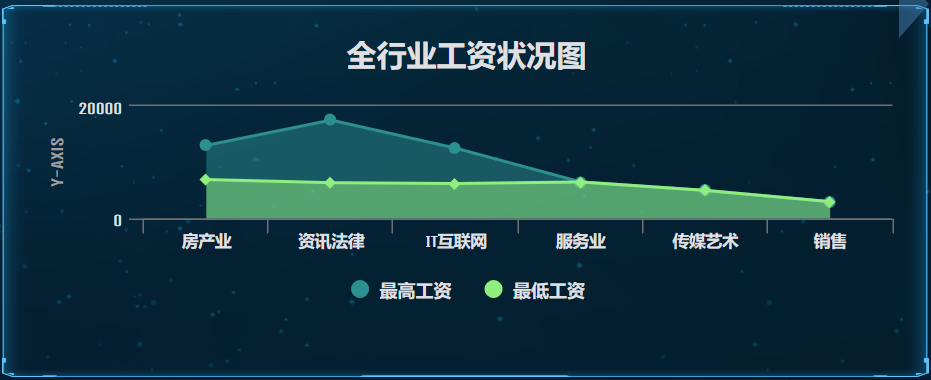 全行业工资状况图
20000
Y-AXIS
0
房产业 资讯法律 IT互联网 服务业 传媒艺术 销售
最高工资 最低工资